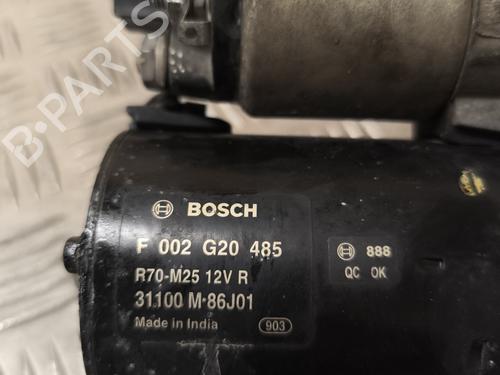 BOSCH
F 002 G20 485
R70-M25 12V R
31100 M·86J01
Made in India
903
888
QC OK
B-PARTS